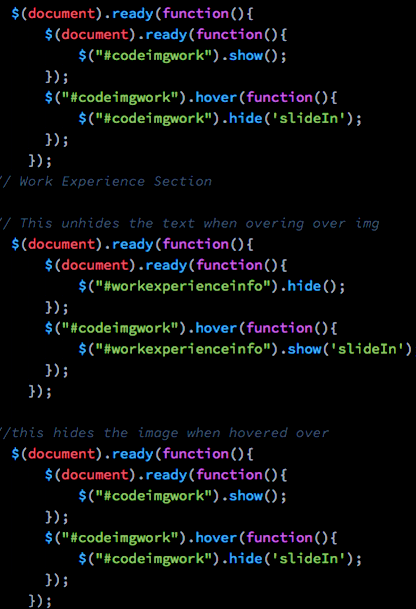 $(document).ready(function(){
$(document).ready(function(){
$("#codeimgwork").show();
});
$("#codeimgwork").hover(function(){
$("#codeimgwork").hide('slideIn');
});
});
// Work Experience Section
// This unhides the text when overing over img
$(document).ready(function(){
$(document).ready(function(){
$("#workexperienceinfo").hide();
});
$("#codeimgwork").hover(function(){
$("#workexperienceinfo").show('slideIn')
});
});
//this hides the image when hovered over
$(document).ready(function(){
$(document).ready(function(){
$("#codeimgwork").show();
});
$("#codeimgwork").hover(function(){
$("#codeimgwork").hide('slideIn');
});
});